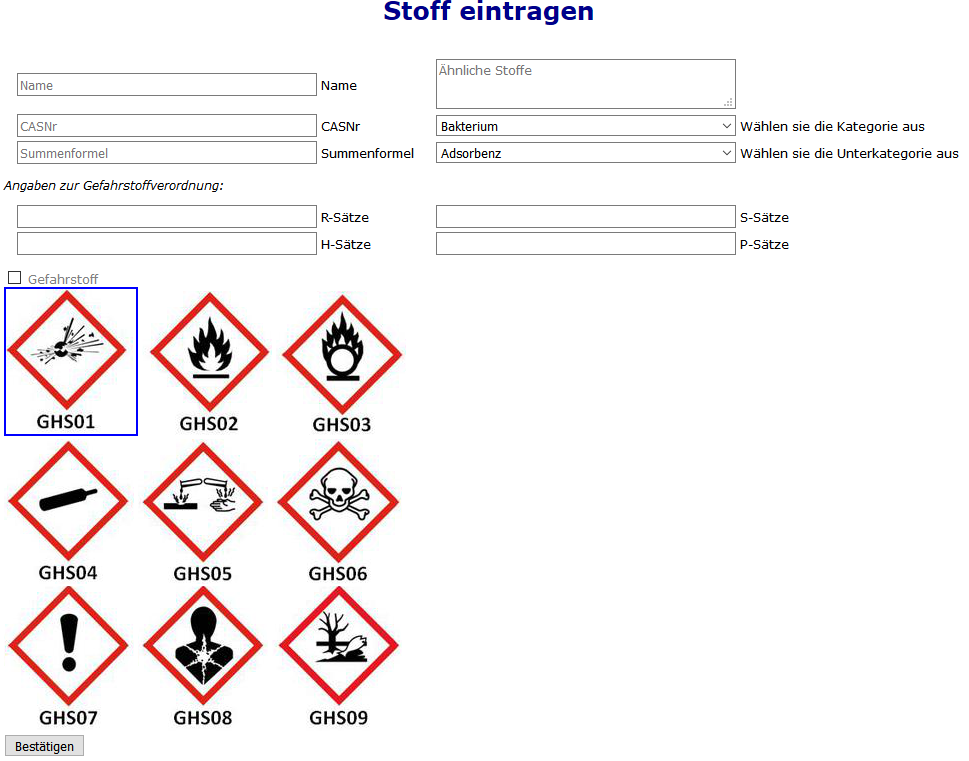 Stoff eintragen
Ähnliche Stoffe
Name Name
CASNr CASNr Bakterium Wählen sie die Kategorie aus
Summenformel Summenformel Adsorbenz Wählen sie die Unterkategorie aus
Angaben zur Gefahrstoffverordnung:
R-Sätze S-Sätze
H-Sätze P-Sätze
Gefahrstoff
GHS01 GHS02 GHS03
GHS04 GHS05 GHS06
GHS07 GHS08 GHS09
Bestätigen